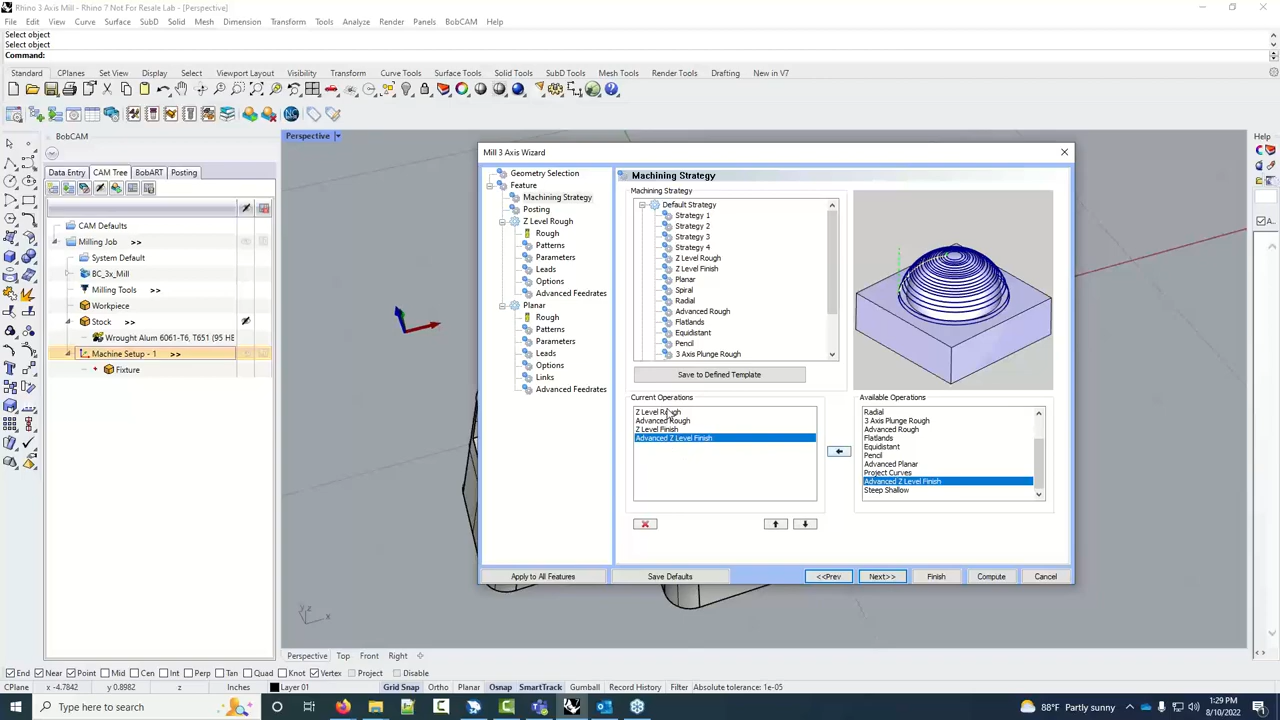 Rhino 3 Axis Mill - Rhino 7 Not For Resale Lab - [Perspective]
File Edit View Curve Surface SubD Solid Mesh Dimension Transform Tools Analyze Render Panels BobCAM Help
Select object
Select object
Command:
Standard CPlanes Set View Display Select Viewport Layout Visibility Transform Curve Tools Surface Tools Solid Tools SubD Tools Mesh Tools Render Tools Drafting New in V7
BobCAM
Perspective
Help
Data Entry CAM Tree BobART Posting
CAM Defaults
Milling Job >>
System Default
BC_3x_Mill
Milling Tools >>
Workpiece
Stock >>
Wrought Alum 6061-T6, T651 (95 HE
Machine Setup - 1 >>
Fixture
Mill 3 Axis Wizard
Geometry Selection
Feature
Machining Strategy
Posting
Z Level Rough
Rough
Patterns
Parameters
Leads
Options
Advanced Feedrates
Planar
Rough
Patterns
Parameters
Leads
Options
Links
Advanced Feedrates
Machining Strategy
Machining Strategy
Default Strategy
Strategy 1
Strategy 2
Strategy 3
Strategy 4
Z Level Rough
Z Level Finish
Planar
Spiral
Radial
Advanced Rough
Flatlands
Equidistant
Pencil
3 Axis Plunge Rough
Save to Defined Template
Current Operations
Z Level Rough
Advanced Rough
Z Level Finish
Advanced Z Level Finish
Available Operations
Radial
3 Axis Plunge Rough
Advanced Rough
Flatlands
Equidistant
Pencil
Advanced Planar
Project Curves
Advanced Z Level Finish
Steep Shallow
Apply to All Features Save Defaults <<Prev Next>> Finish Compute Cancel
z x
Perspective Top Front Right
End Near Point Mid Cen Int Perp Tan Quad Knot Vertex Project Disable
CPlane x -4.7842 y 0.8982 z Inches Layer 01 Grid Snap Ortho Planar Osnap SmartTrack Gumball Record History Filter Absolute tolerance: 1e-05
Type here to search
88°F Partly sunny
1:29 PM
8/10/2022